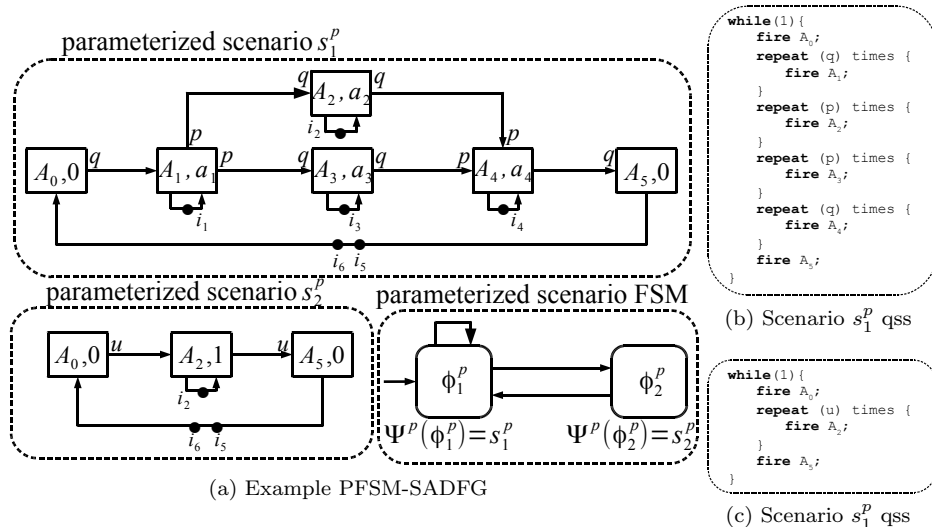 parameterized scenario s₁ᵖ
q A₂, a₂ q
i₂
p p
A₀,0 q A₁, a₁ p q A₃, a₃ q p A₄, a₄ q A₅,0
i₁ i₃ i₄
i₆ i₅
parameterized scenario s₂ᵖ
A₀,0 u A₂,1 u A₅,0
i₂
i₆ i₅
parameterized scenario FSM
ϕ₁ᵖ ϕ₂ᵖ
Ψᵖ(ϕ₁ᵖ)=s₁ᵖ Ψᵖ(ϕ₂ᵖ)=s₂ᵖ
(a) Example PFSM-SADFG
while(1){
fire A₀;
repeat (q) times {
fire A₁;
}
repeat (p) times {
fire A₂;
}
repeat (p) times {
fire A₃;
}
repeat (q) times {
fire A₄;
}
fire A₅;
}
(b) Scenario s₁ᵖ qss
while(1){
fire A₀;
repeat (u) times {
fire A₂;
}
fire A₅;
}
(c) Scenario s₁ᵖ qss